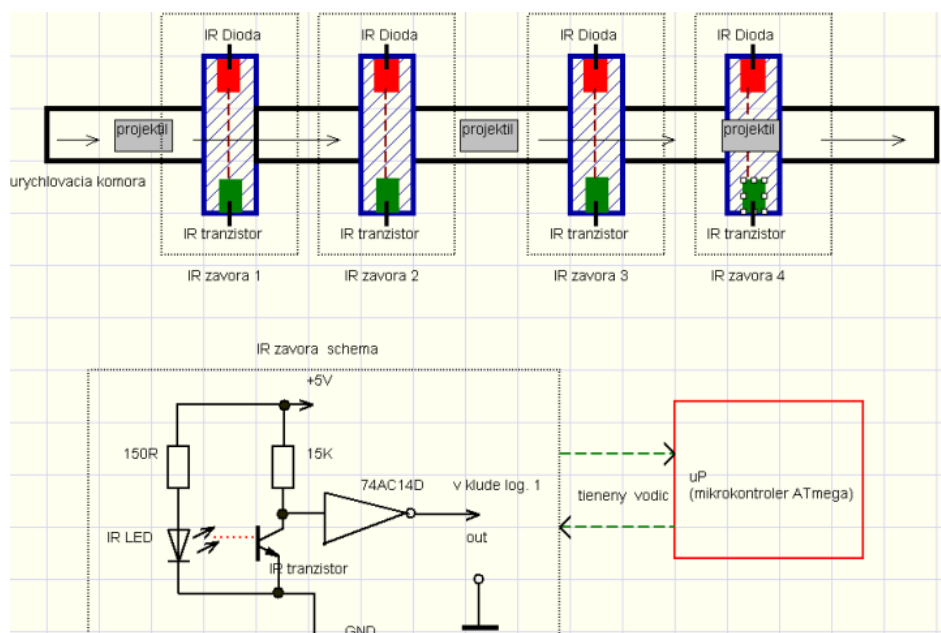 IR Dioda
IR Dioda
IR Dioda
IR Dioda
projektil
projektil
projektil
urychlovacia komora
IR tranzistor
IR tranzistor
IR tranzistor
IR tranzistor
IR zavora 1
IR zavora 2
IR zavora 3
IR zavora 4
IR zavora schema
+5V
150R
15K
74AC14D
v klude log. 1
uP
(mikrokontroler ATmega)
tieneny vodic
IR LED
out
IR tranzistor
GND